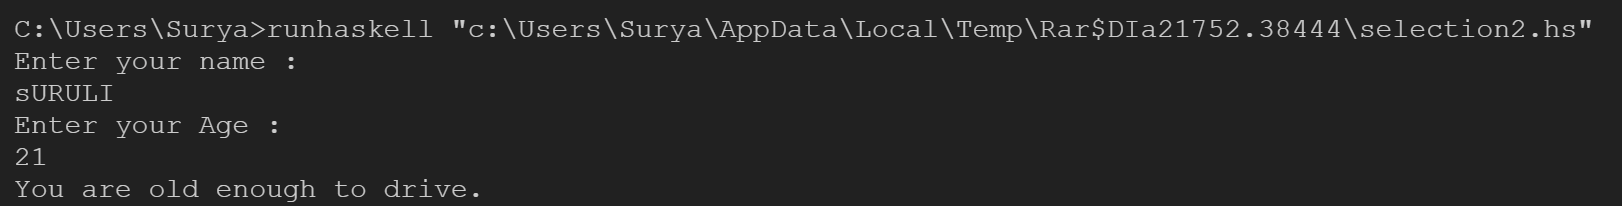 C:\Users\Surya>runhaskell "c:\Users\Surya\AppData\Local\Temp\Rar$DIa21752.38444\selection2.hs"
Enter your name :
sURULI
Enter your Age :
21
You are old enough to drive.